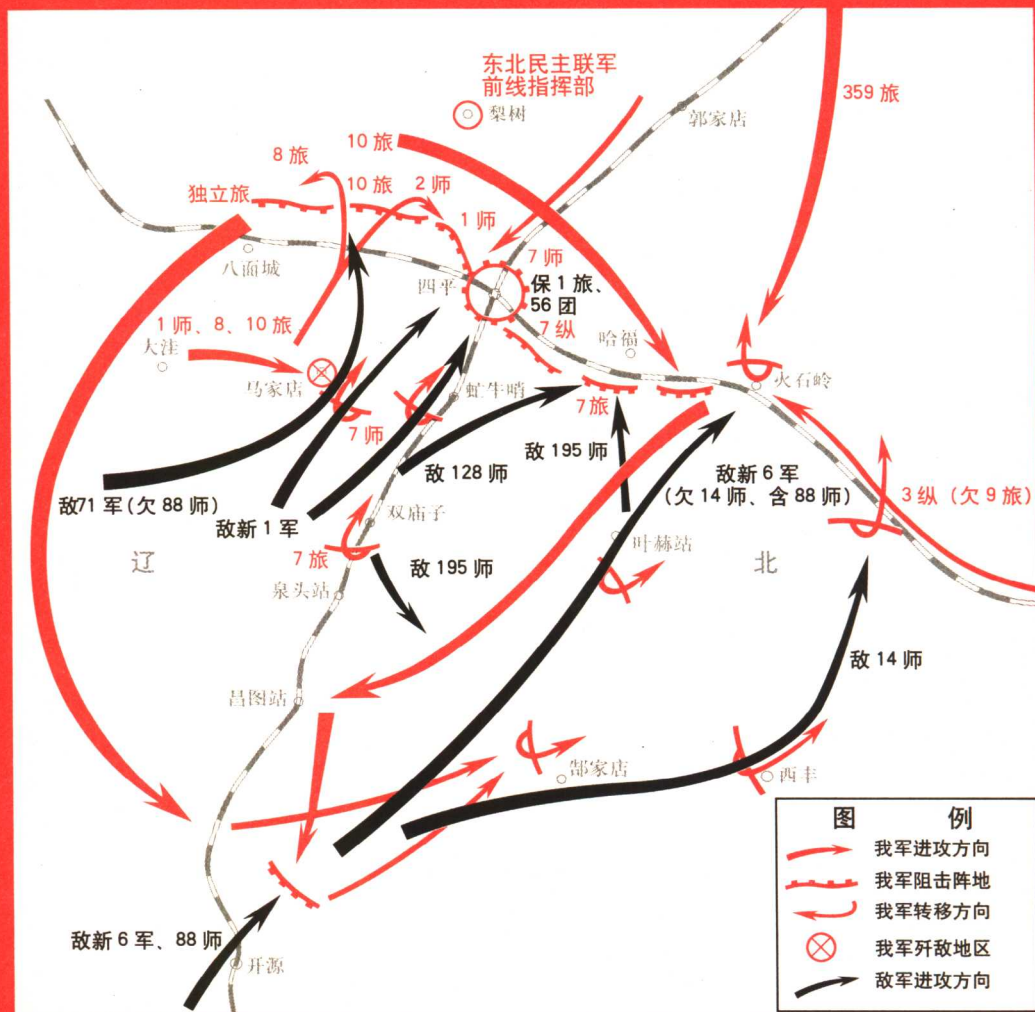 东北民主联军
前线指挥部
梨树
郭家店
359 旅
8 旅
10 旅
独立旅
10 旅
2 师
1 师
7 师
八面城
四平
保 1 旅、
56 团
7 纵
哈福
1 师、8、10 旅
大洼
马家店
虻牛哨
火石岭
7 师
7 旅
敌 128 师
敌 195 师
敌新 6 军
(欠 14 师、含 88 师)
3 纵 (欠 9 旅)
敌71 军(欠 88 师)
敌新 1 军
双庙子
叶赫站
辽
北
7 旅
敌 195 师
泉头站
敌 14 师
昌图站
郜家店
西丰
敌新 6 军、88 师
开源
图 例
我军进攻方向
我军阻击阵地
我军转移方向
我军歼敌地区
敌军进攻方向